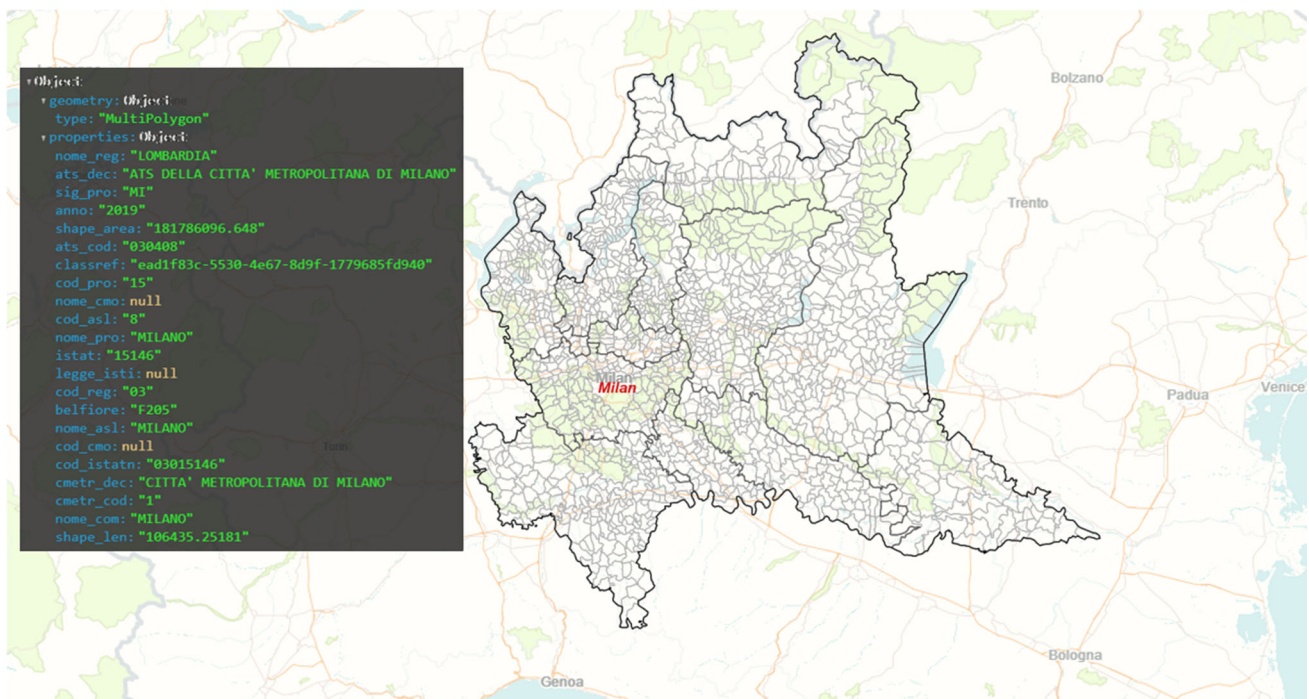 Object:
geometry: Object
type: "MultiPolygon"
properties: Object:
nome_reg: "LOMBARDIA"
ats_dec: "ATS DELLA CITTA' METROPOLITANA DI MILANO"
sig_pro: "MI"
anno: "2019"
shape_area: "181786096.648"
ats_cod: "030408"
classref: "ead1f83c-5530-4e67-8d9f-1779685fd940"
cod_pro: "15"
nome_cmo: null
cod_asl: "8"
nome_pro: "MILANO"
istat: "15146"
legge_isti: null
cod_reg: "03"
belfiore: "F205"
nome_asl: "MILANO"
cod_cmo: null
cod_istatn: "03015146"
cmetr_dec: "CITTA' METROPOLITANA DI MILANO"
cmetr_cod: "1"
nome_com: "MILANO"
shape_len: "106435.25181"
Bolzano
Trento
Milan
Milan
Padua
Venice
Turin
Bologna
Genoa